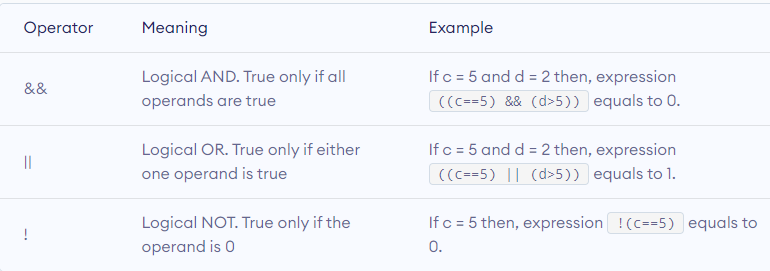 Operator Meaning Example
&& Logical AND. True only if all operands are true If c = 5 and d = 2 then, expression ((c==5) && (d>5)) equals to 0.
|| Logical OR. True only if either one operand is true If c = 5 and d = 2 then, expression ((c==5) || (d>5)) equals to 1.
! Logical NOT. True only if the operand is 0 If c = 5 then, expression !(c==5) equals to 0.